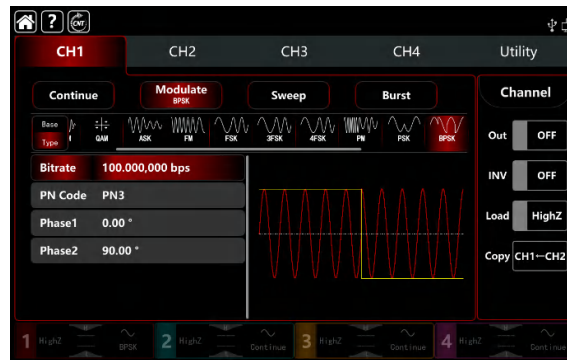 ? CNT
CH1 CH2 CH3 CH4 Utility
Continue Modulate Sweep Burst Channel
BPSK
Base
Type QAM ASK FM FSK 3FSK 4FSK PN PSK BPSK
Out OFF
Bitrate 100.000,000 bps
INV OFF
PN Code PN3
Phase1 0.00 °
Load HighZ
Phase2 90.00 °
Copy CH1←CH2
1 HighZ BPSK 2 HighZ Continue 3 HighZ Continue 4 HighZ Continue